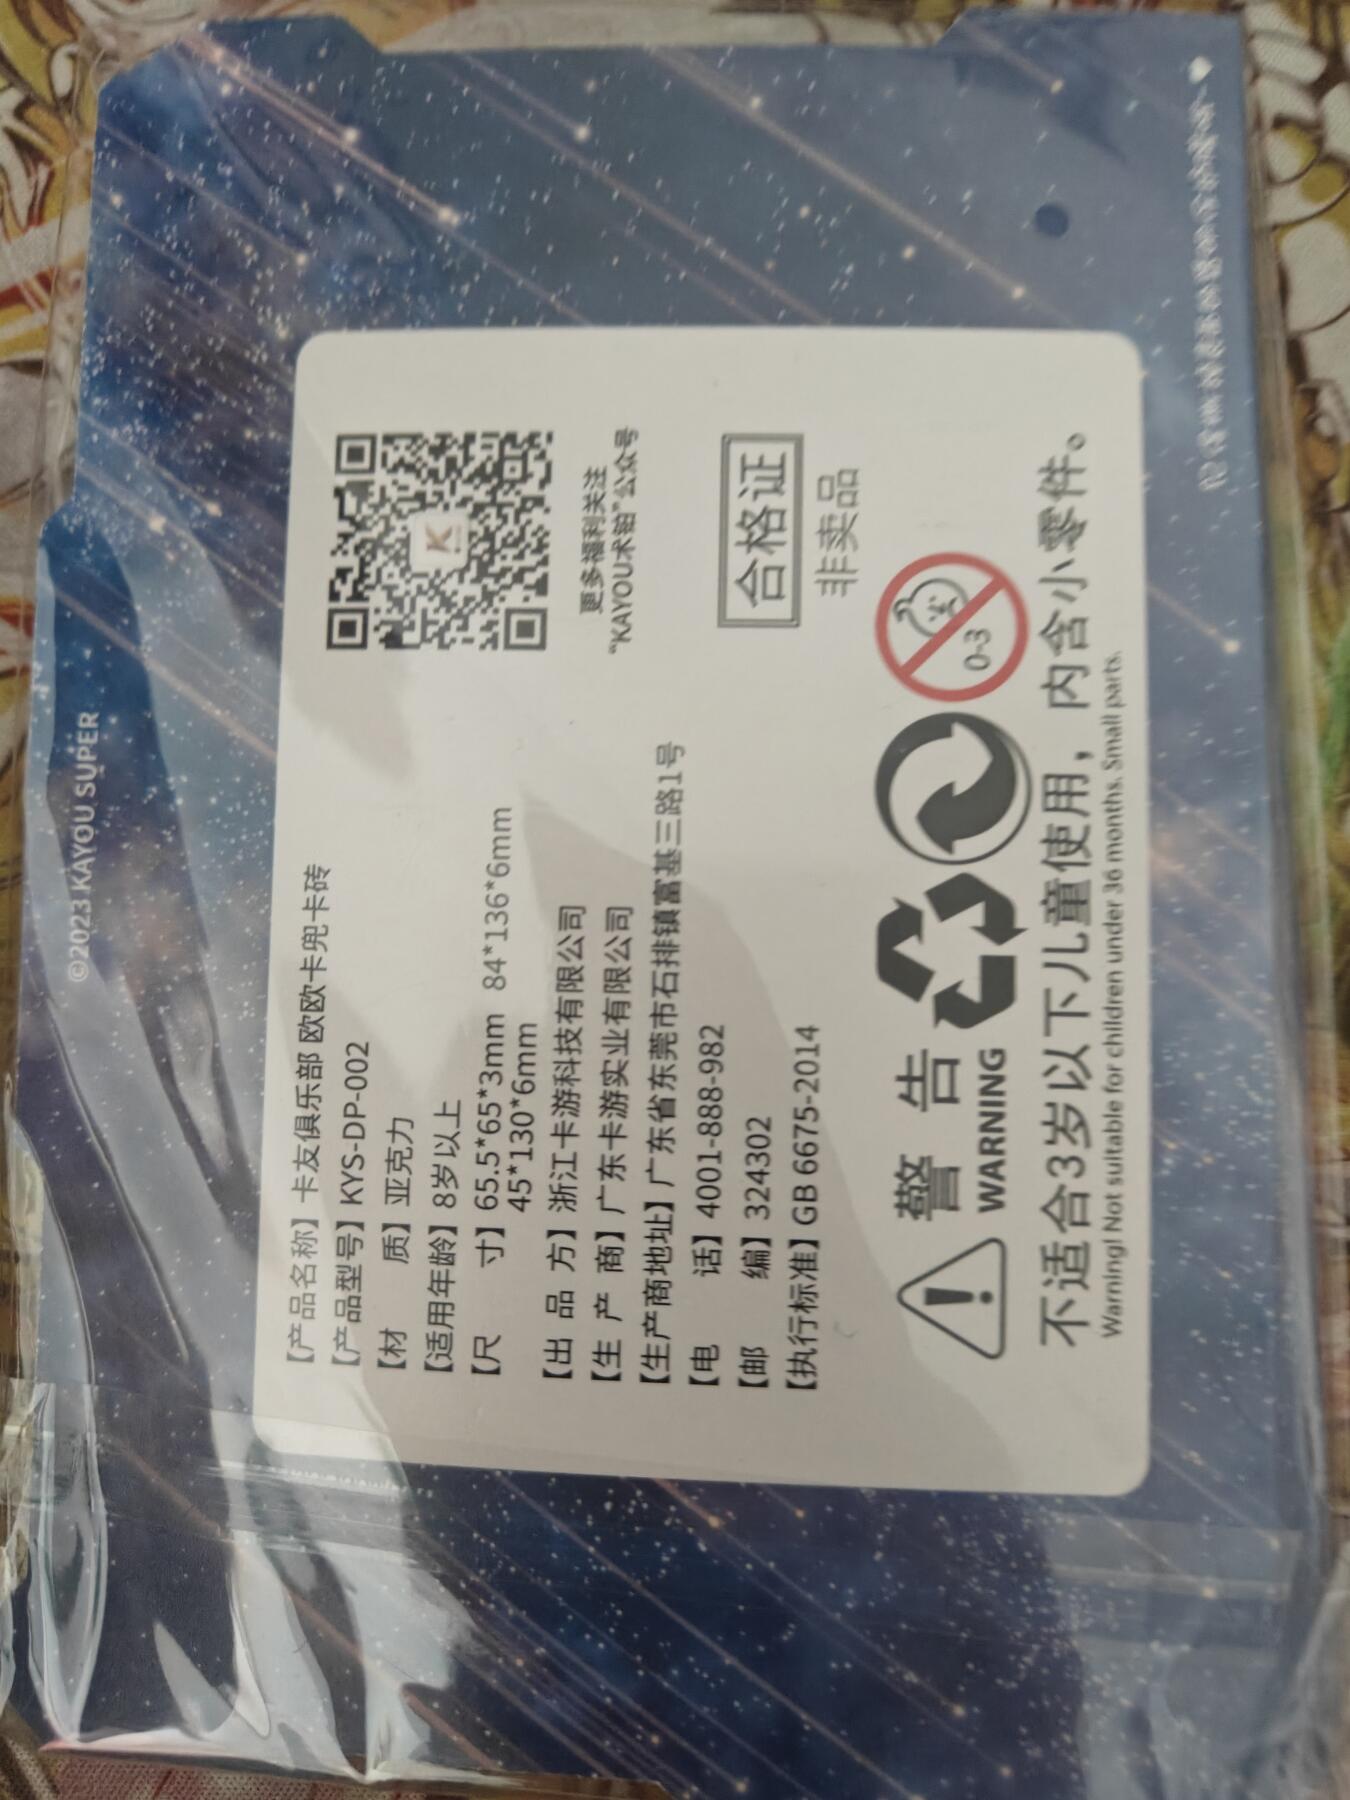 ©2023 KAYOU SUPER
【产品名称】卡友俱乐部 欧欧卡兜卡砖
【产品型号】KYS-DP-002
【材 质】亚克力
【适用年龄】8岁以上
【尺 寸】65.5*65*3mm 84*136*6mm
45*130*6mm
【出 品 方】浙江卡游科技有限公司
【生 产 商】广东卡游实业有限公司
【生产商地址】广东省东莞市石排镇富基三路1号
【电 话】4001-888-982
【邮 编】324302
【执行标准】GB 6675-2014
K
更多福利关注
“KAYOU术铂”公众号
合格证
非卖品
警告
WARNING
0-3
不适合3岁以下儿童使用，内含小零件。
Warning! Not suitable for children under 36 months. Small parts.